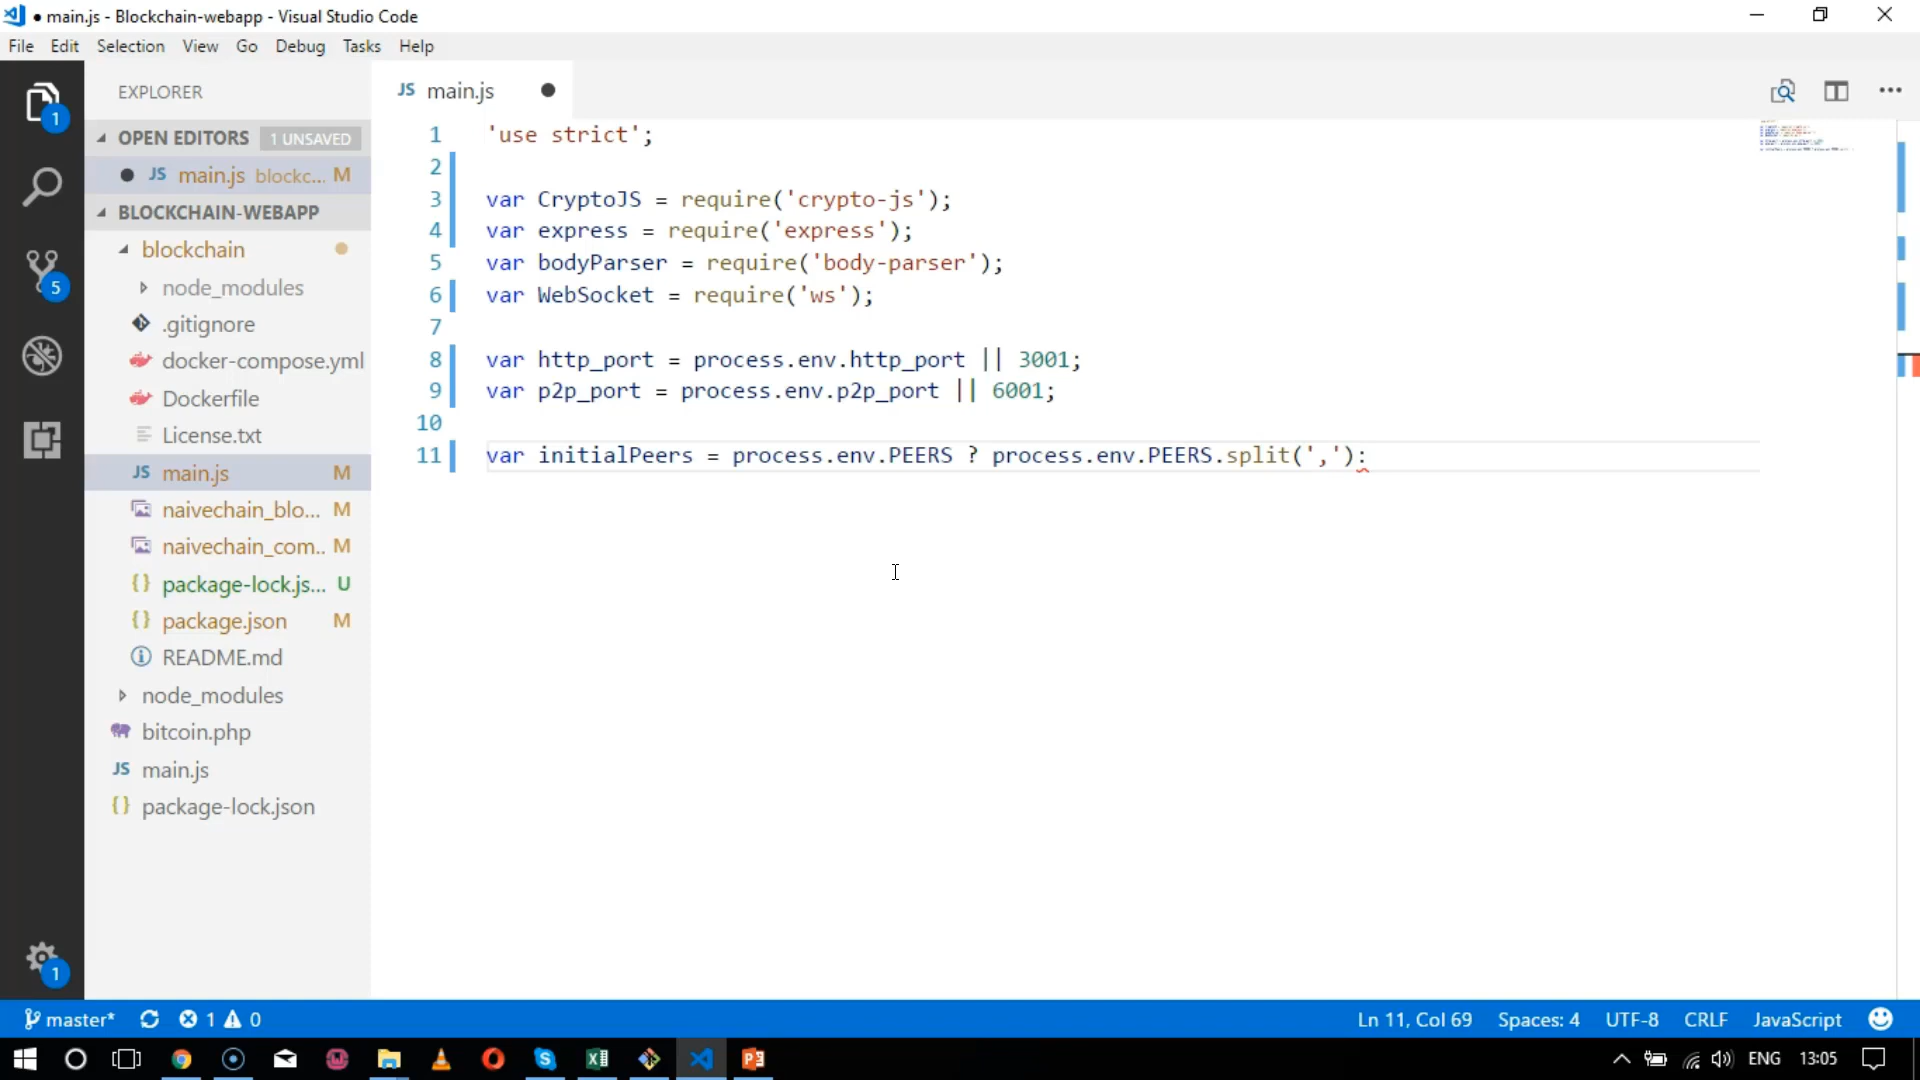 ● main.js - Blockchain-webapp - Visual Studio Code
File Edit Selection View Go Debug Tasks Help
EXPLORER
OPEN EDITORS 1 UNSAVED
● JS main.js blockc... M
BLOCKCHAIN-WEBAPP
blockchain
node_modules
.gitignore
docker-compose.yml
Dockerfile
License.txt
JS main.js M
naivechain_blo... M
naivechain_com.. M
{} package-lock.js... U
{} package.json M
README.md
node_modules
bitcoin.php
JS main.js
{} package-lock.json
1
5
1
JS main.js ●
1 'use strict';
2
3 var CryptoJS = require('crypto-js');
4 var express = require('express');
5 var bodyParser = require('body-parser');
6 var WebSocket = require('ws');
7
8 var http_port = process.env.http_port || 3001;
9 var p2p_port = process.env.p2p_port || 6001;
10
11 var initialPeers = process.env.PEERS ? process.env.PEERS.split(','):
master* 1 0 Ln 11, Col 69 Spaces: 4 UTF-8 CRLF JavaScript
ENG 13:05